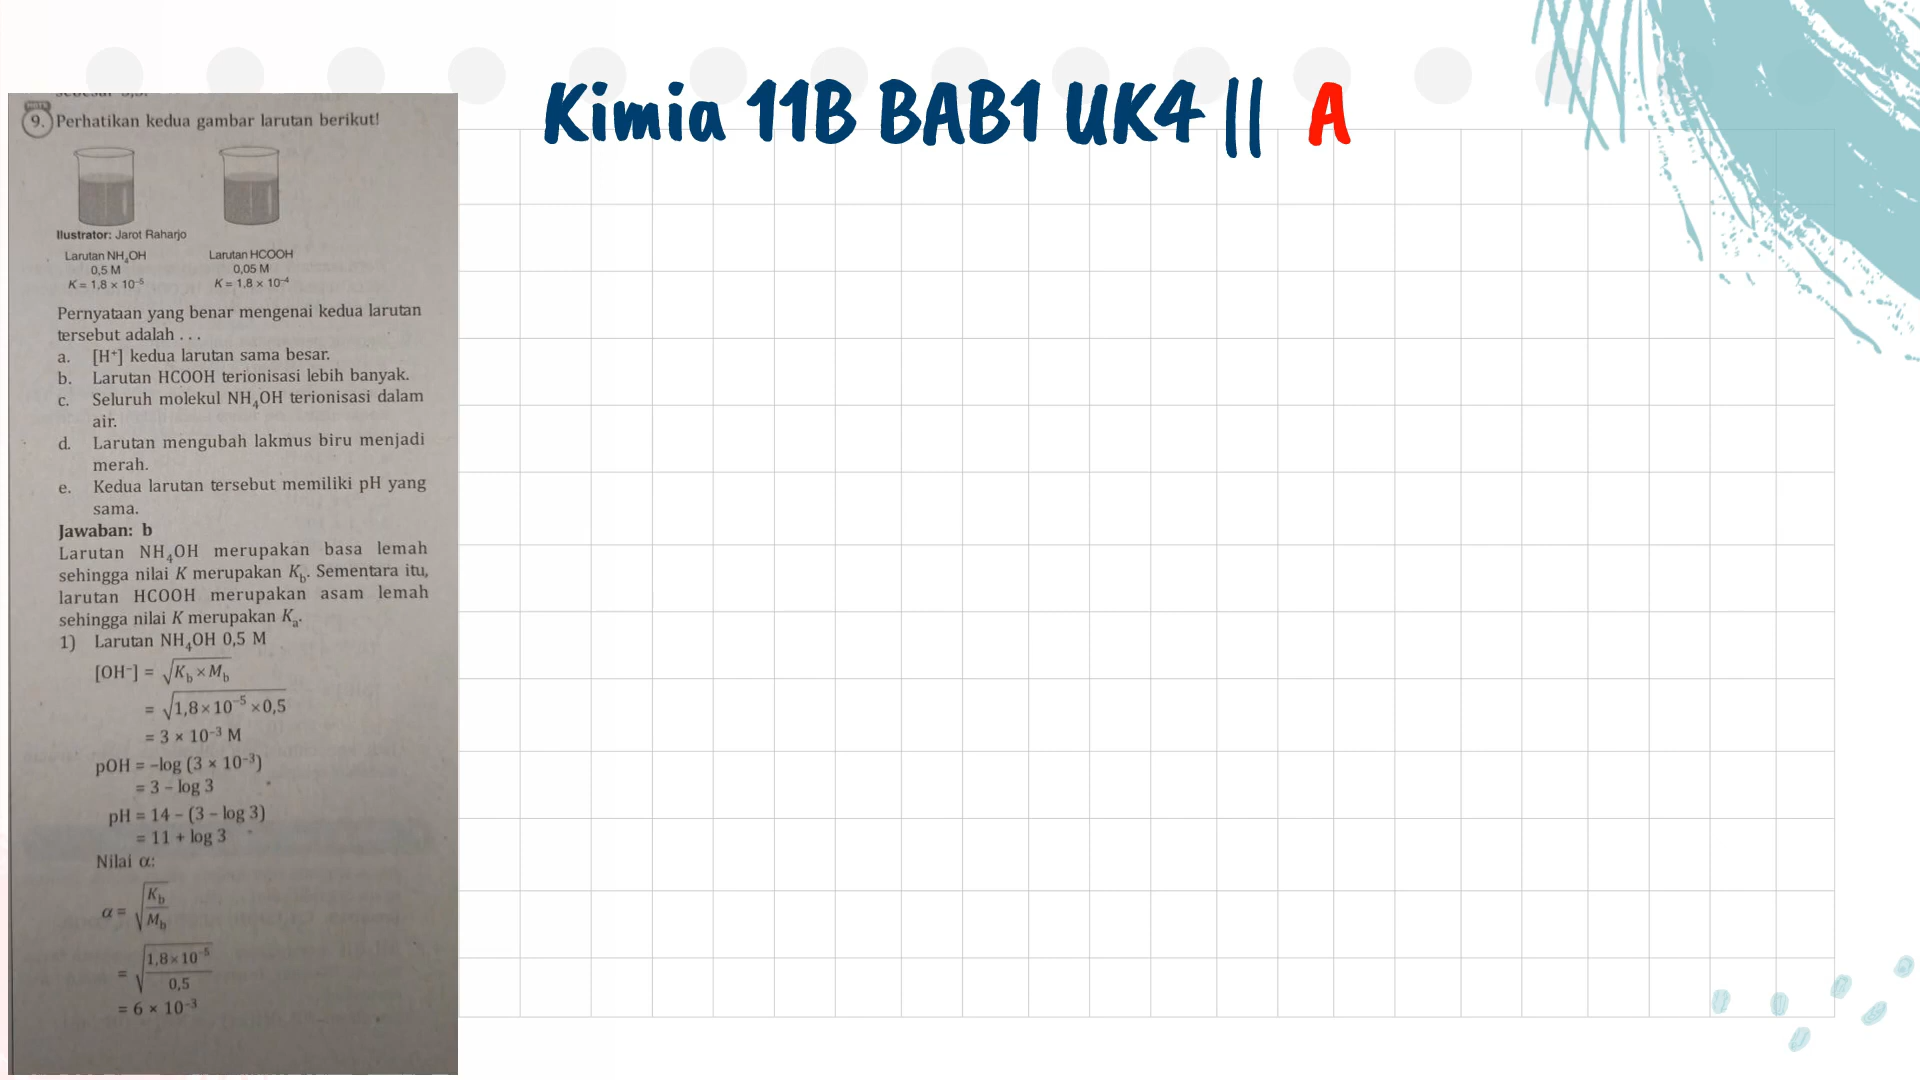 Kimia 11B BAB1 UK4 || A
9. Perhatikan kedua gambar larutan berikut!
Ilustrator: Jarot Raharjo
Larutan NH₄OH
0,5 M
K = 1,8 × 10⁻⁵
Larutan HCOOH
0,05 M
K = 1,8 × 10⁻⁴
Pernyataan yang benar mengenai kedua larutan
tersebut adalah . . .
a. [H⁺] kedua larutan sama besar.
b. Larutan HCOOH terionisasi lebih banyak.
c. Seluruh molekul NH₄OH terionisasi dalam
air.
d. Larutan mengubah lakmus biru menjadi
merah.
e. Kedua larutan tersebut memiliki pH yang
sama.
Jawaban: b
Larutan NH₄OH merupakan basa lemah
sehingga nilai K merupakan K_b. Sementara itu,
larutan HCOOH merupakan asam lemah
sehingga nilai K merupakan K_a.
1) Larutan NH₄OH 0,5 M
[OH⁻] = √(K_b × M_b)
= √(1,8 × 10⁻⁵ × 0,5)
= 3 × 10⁻³ M
pOH = –log (3 × 10⁻³)
= 3 – log 3
pH = 14 – (3 – log 3)
= 11 + log 3
Nilai α:
α = √(K_b / M_b)
= √(1,8 × 10⁻⁵ / 0,5)
= 6 × 10⁻³